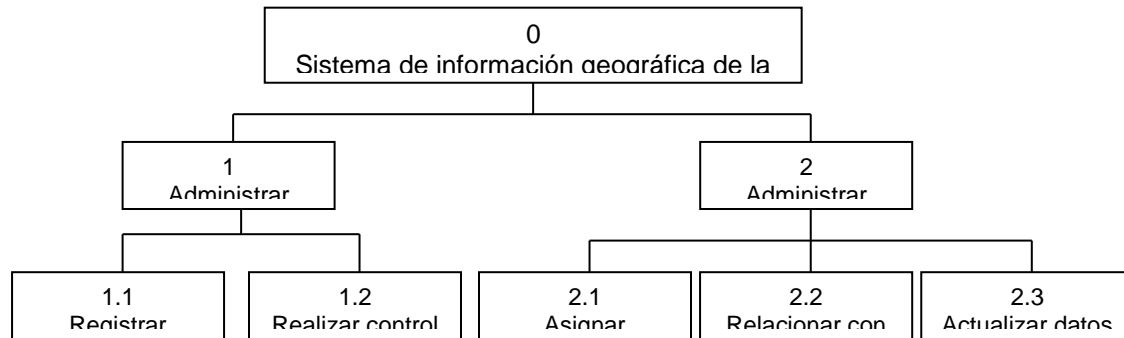 0
Sistema de información geográfica de la
1
Administrar
2
Administrar
1.1
Registrar
1.2
Realizar control
2.1
Asignar
2.2
Relacionar con
2.3
Actualizar datos